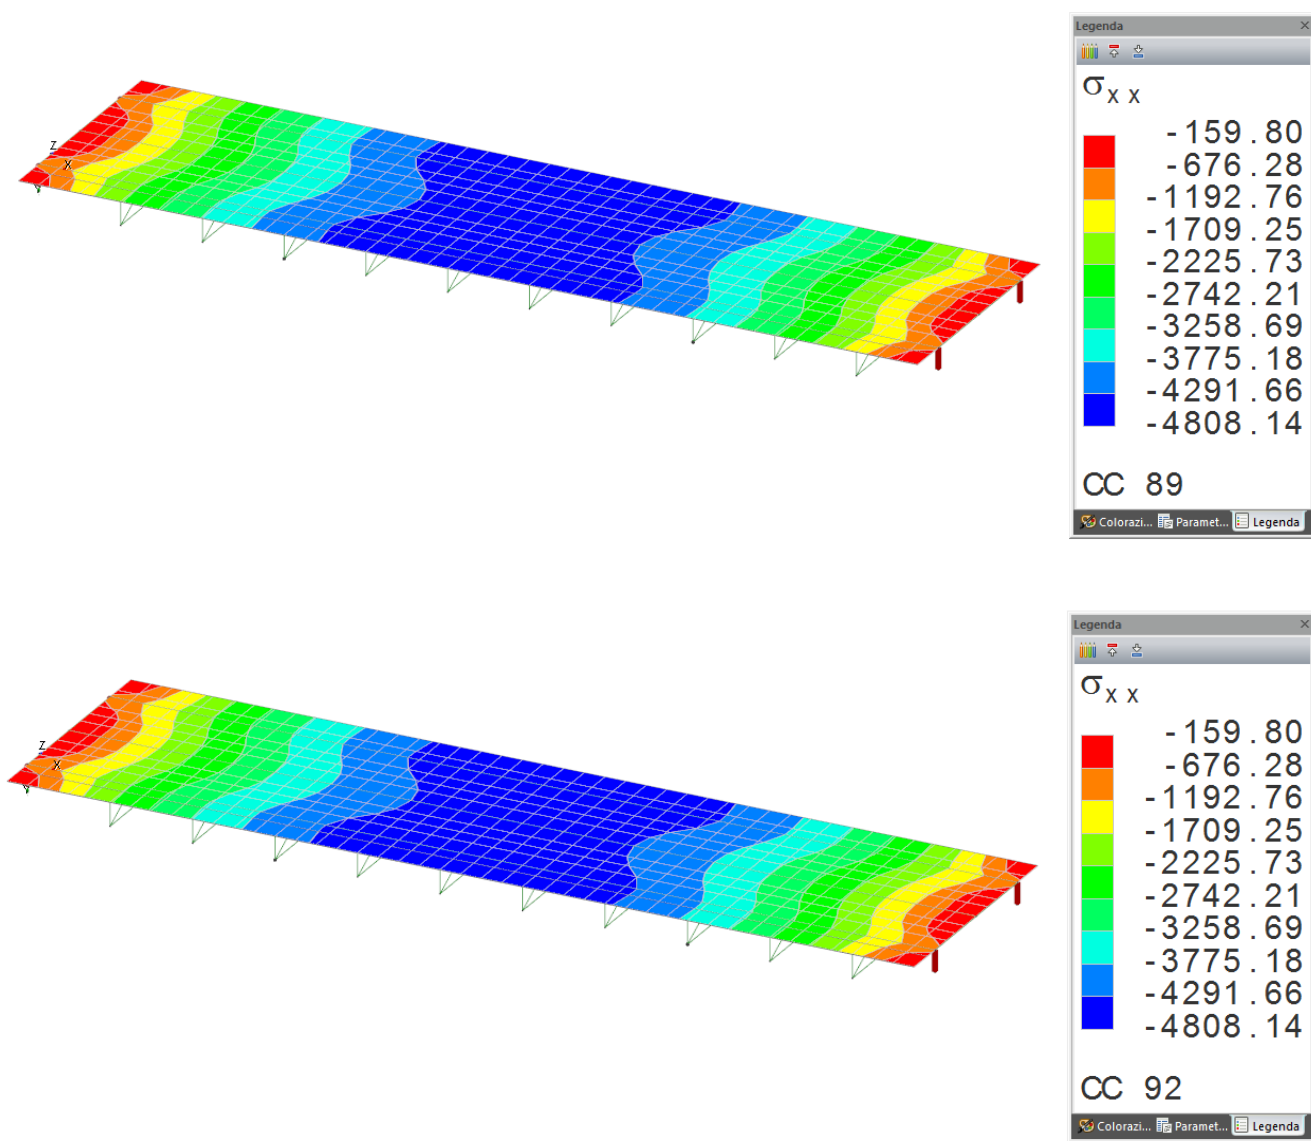 Legenda
σxx
-159.80
-676.28
-1192.76
-1709.25
-2225.73
-2742.21
-3258.69
-3775.18
-4291.66
-4808.14
CC 89
Colorazi... Paramet... Legenda
Z
X
Y
Legenda
σxx
-159.80
-676.28
-1192.76
-1709.25
-2225.73
-2742.21
-3258.69
-3775.18
-4291.66
-4808.14
CC 92
Colorazi... Paramet... Legenda
Z
X
Y